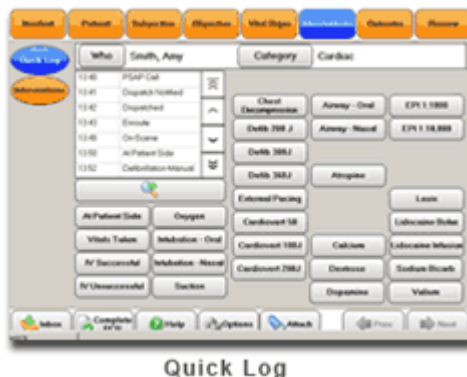 Incident Patient Subjective Objective Vital Signs Outcome Review
Quick Log Who Smith, Amy Category Cardiac
Interventions
13:40 PSAP Call
13:41 Dispatch Notified
13:42 Dispatched
13:43 Enroute
13:48 On-Scene
13:50 At Patient Side
13:52 Defibrillation-Manual
Chest Decompression Airway - Oral EPI 1:1000
Defib 200 J Airway - Nasal EPI 1:10,000
Defib 300J
Defib 360J Atropine
External Pacing Lasix
At Patient Side Oxygen Cardiovert 50 Lidocaine Bolus
Vitals Taken Intubation - Oral Cardiovert 100J Calcium Lidocaine Infusion
IV Successful Intubation - Nasal Cardiovert 200J Dextrose Sodium Bicarb
IV Unsuccessful Suction Dopamine Valium
Inbox Complete Help Options Attach Prev Next
Quick Log